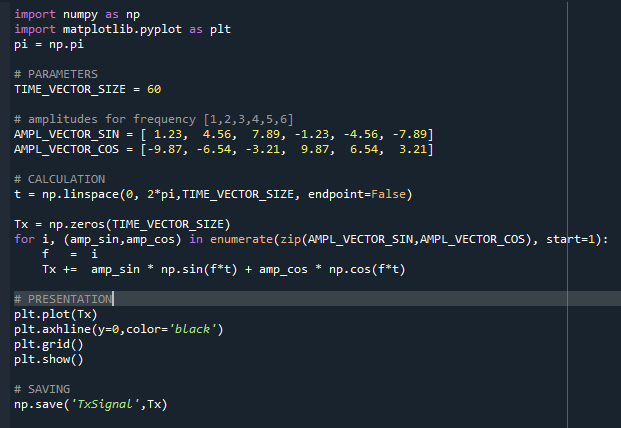 import numpy as np
import matplotlib.pyplot as plt
pi = np.pi
# PARAMETERS
TIME_VECTOR_SIZE = 60
# amplitudes for frequency [1,2,3,4,5,6]
AMPL_VECTOR_SIN = [ 1.23,  4.56,  7.89, -1.23, -4.56, -7.89]
AMPL_VECTOR_COS = [-9.87, -6.54, -3.21,  9.87,  6.54,  3.21]
# CALCULATION
t = np.linspace(0, 2*pi,TIME_VECTOR_SIZE, endpoint=False)
Tx = np.zeros(TIME_VECTOR_SIZE)
for i, (amp_sin,amp_cos) in enumerate(zip(AMPL_VECTOR_SIN,AMPL_VECTOR_COS), start=1):
    f   =  i
    Tx +=  amp_sin * np.sin(f*t) + amp_cos * np.cos(f*t)
# PRESENTATION
plt.plot(Tx)
plt.axhline(y=0,color='black')
plt.grid()
plt.show()
# SAVING
np.save('TxSignal',Tx)